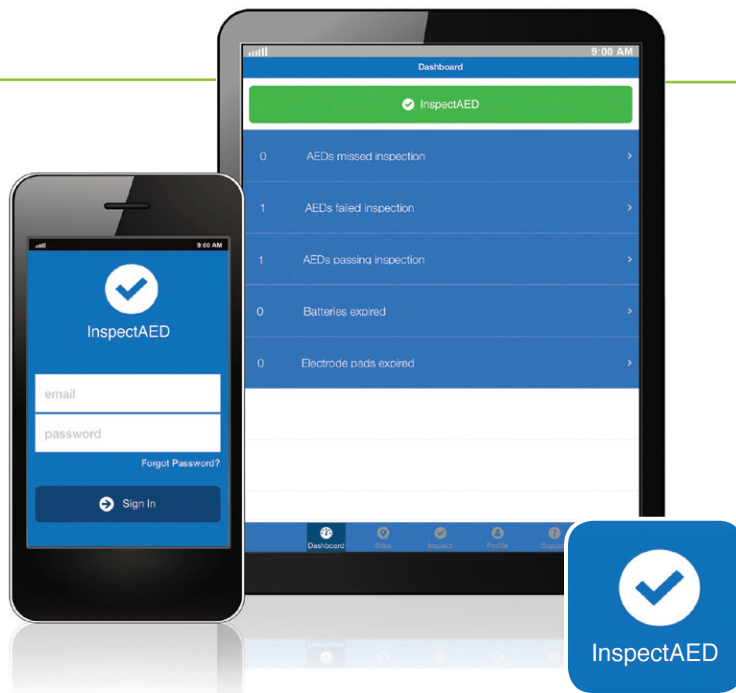 9:00 AM
Dashboard
InspectAED
0 AEDs missed inspection
1 AEDs failed inspection
1 AEDs passing inspection
0 Batteries expired
0 Electrode pads expired
Dashboard Sites Inspect Profile
9:00 AM
InspectAED
email
password
Forgot Password?
Sign In
InspectAED